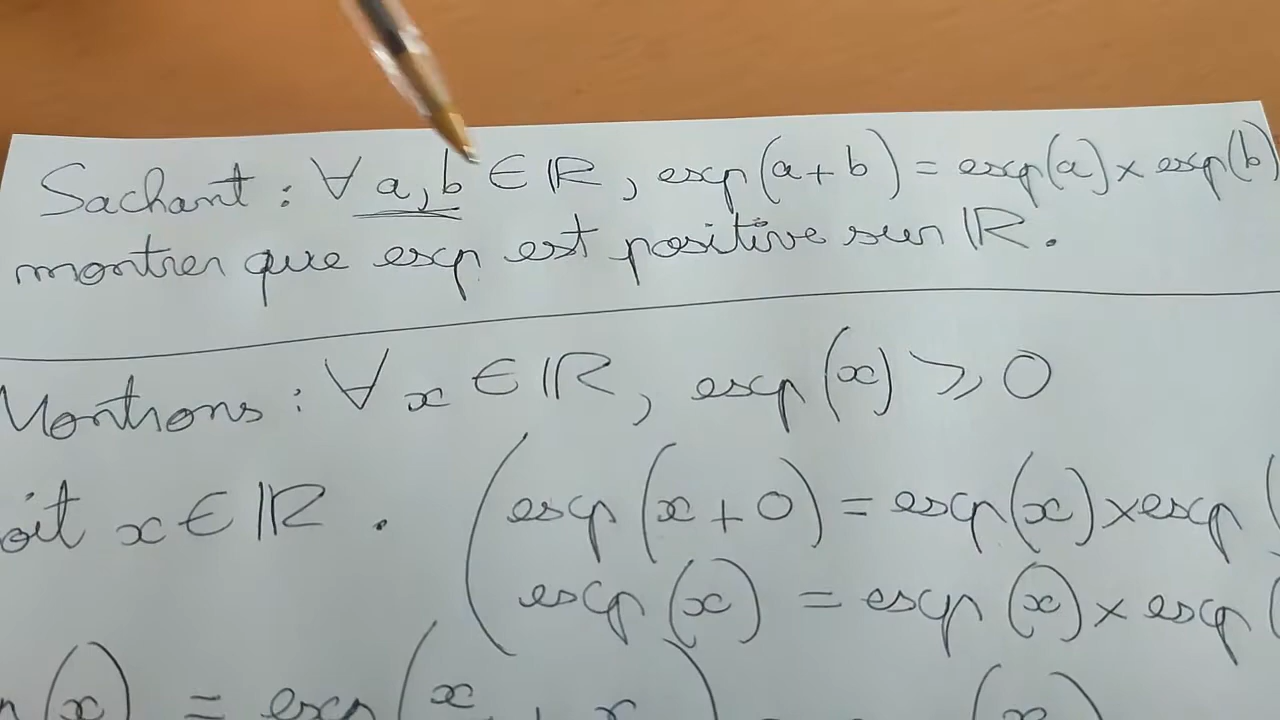 Sachant : ∀ a, b ∈ ℝ, exp(a+b) = exp(a) × exp(b)
montrer que exp est positive sur ℝ.
Montrons : ∀ x ∈ ℝ, exp(x) ⩾ 0
oit x ∈ ℝ. (exp(x+0) = exp(x) × exp(
exp(x) = exp(x) × exp(
(x) = exp(x